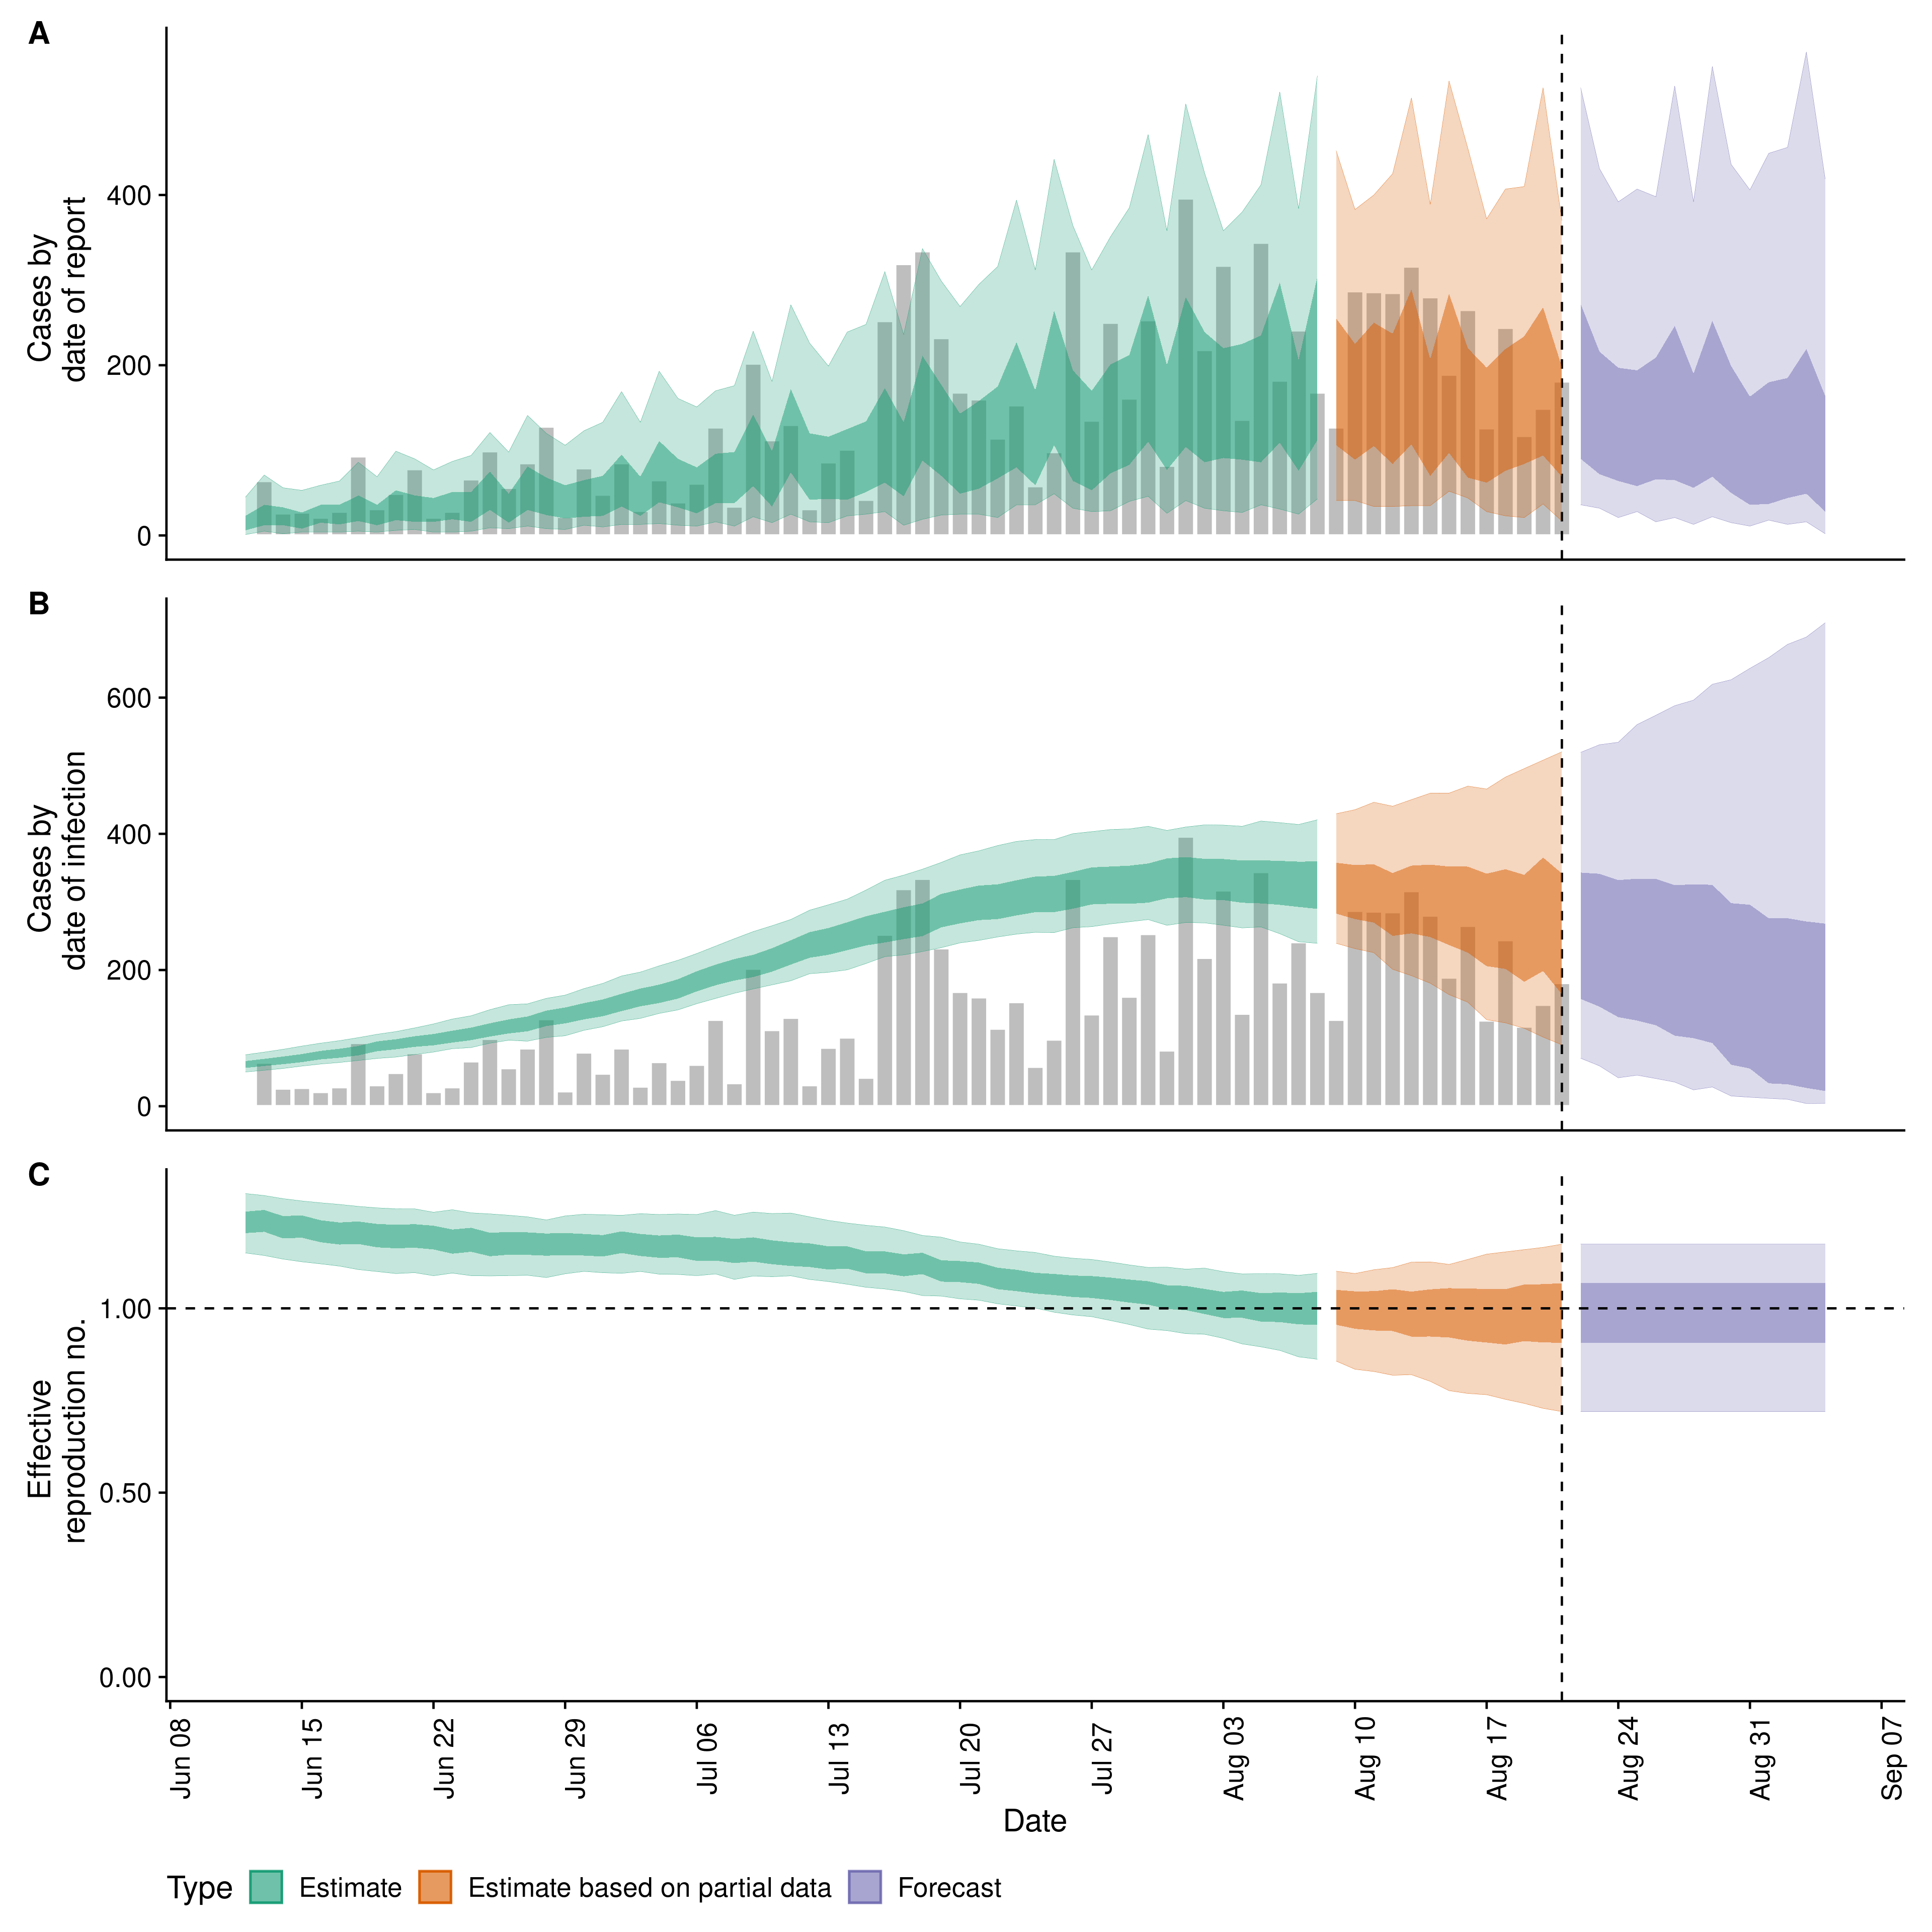 A
Cases by
date of report
400
200
0
B
Cases by
date of infection
600
400
200
0
C
Effective
reproduction no.
1.00
0.50
0.00
Jun 08
Jun 15
Jun 22
Jun 29
Jul 06
Jul 13
Jul 20
Jul 27
Aug 03
Aug 10
Aug 17
Aug 24
Aug 31
Sep 07
Date
Type Estimate Estimate based on partial data Forecast